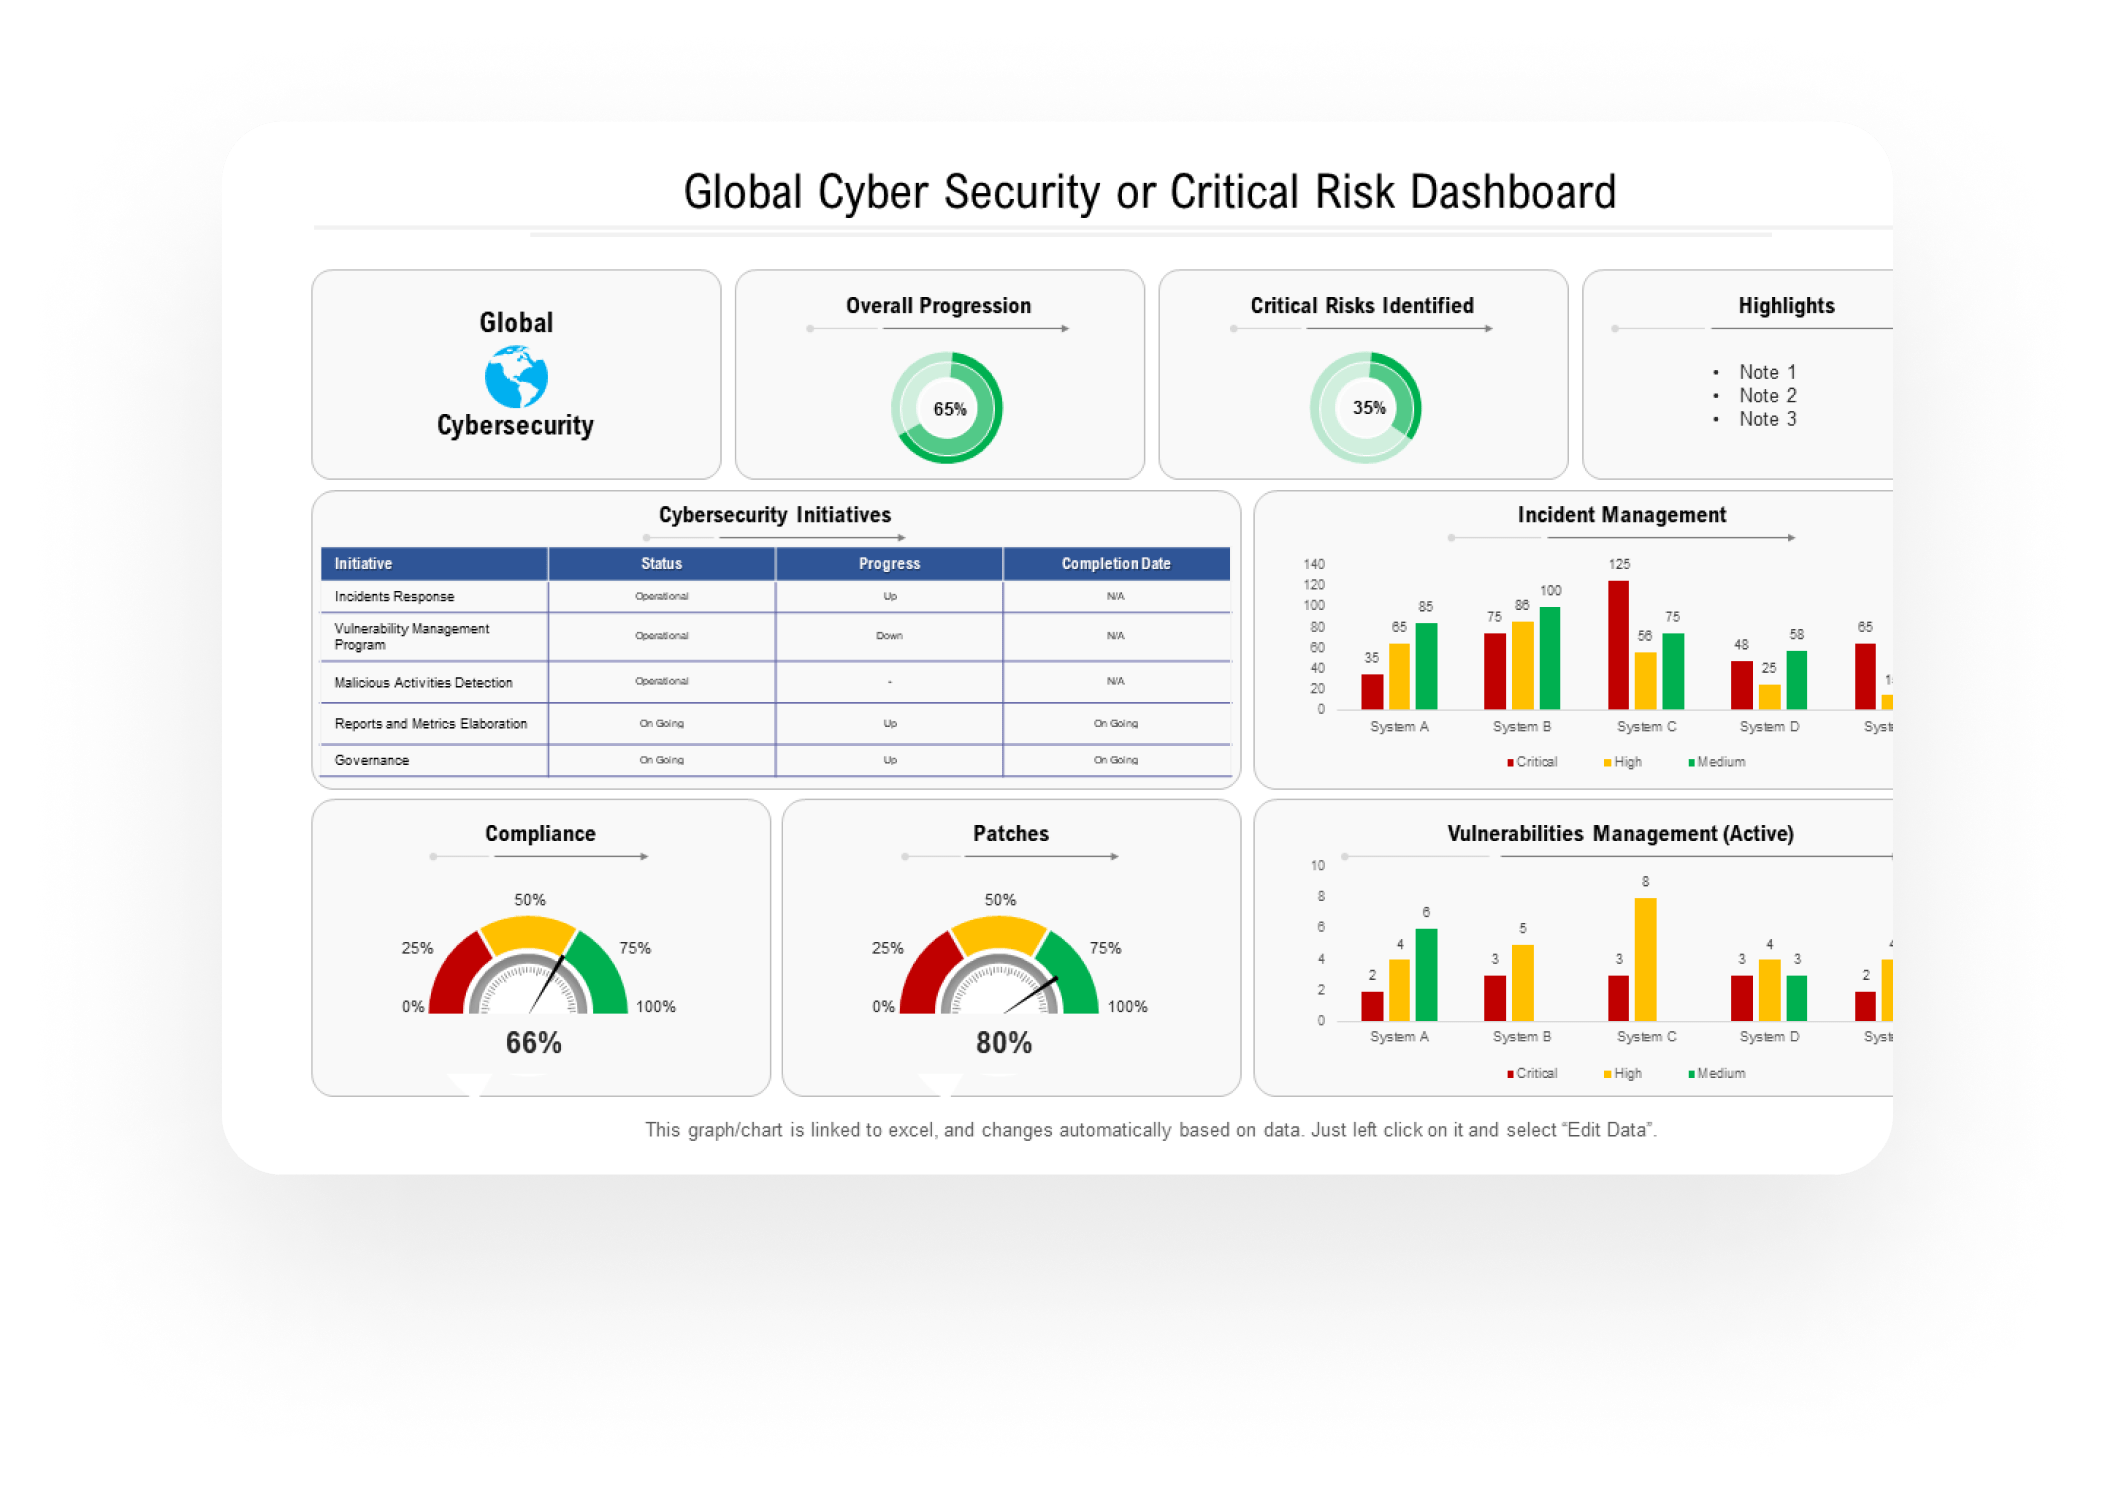 Global Cyber Security or Critical Risk Dashboard
Global
Cybersecurity
Overall Progression
65%
Critical Risks Identified
35%
Highlights
• Note 1
• Note 2
• Note 3
Cybersecurity Initiatives
Initiative Status Progress Completion Date
Incidents Response Operational Up N/A
Vulnerability Management
Program Operational Down N/A
Malicious Activities Detection Operational - N/A
Reports and Metrics Elaboration On Going Up On Going
Governance On Going Up On Going
Incident Management
140
120
100
80
60
40
20
0
35 65 85
75 86 100
125 56 75
48 25 58
65
System A System B System C System D
Critical High Medium
Compliance
0% 25% 50% 75% 100%
66%
Patches
0% 25% 50% 75% 100%
80%
Vulnerabilities Management (Active)
10
8
6
4
2
0
2 4 6
3 5
3 8
3 4 3
2
System A System B System C System D
Critical High Medium
This graph/chart is linked to excel, and changes automatically based on data. Just left click on it and select “Edit Data”.